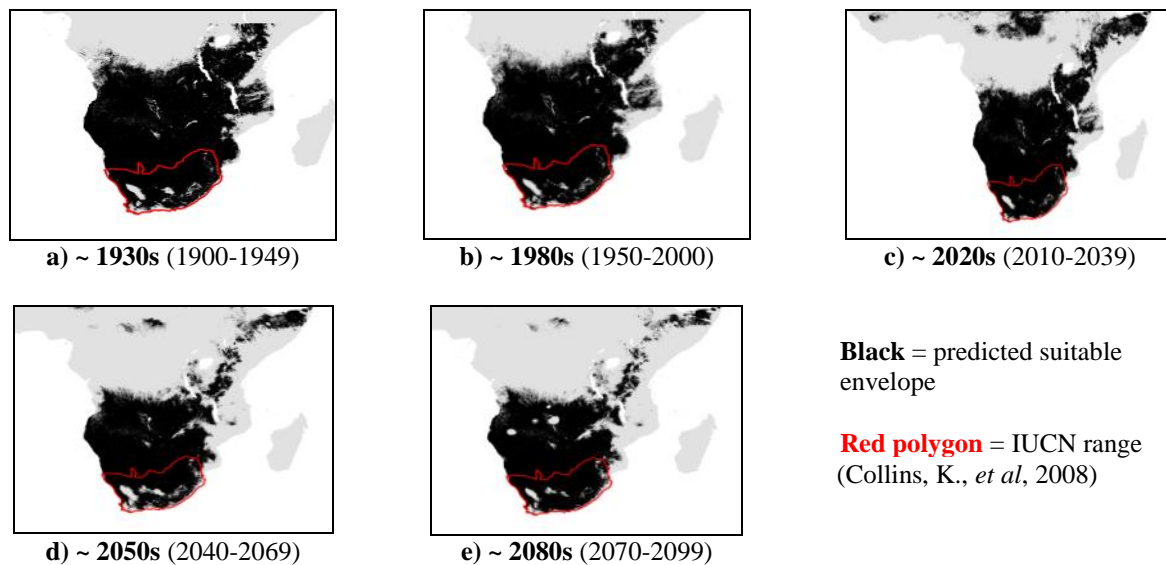 a) ~ 1930s (1900-1949)
b) ~ 1980s (1950-2000)
c) ~ 2020s (2010-2039)
d) ~ 2050s (2040-2069)
e) ~ 2080s (2070-2099)
Black = predicted suitable
envelope
Red polygon = IUCN range
(Collins, K., et al, 2008)